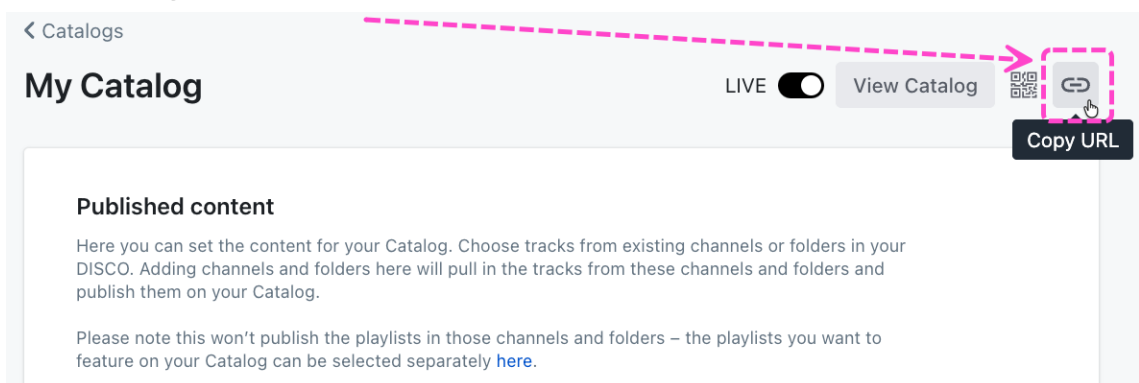 Catalogs
My Catalog
LIVE
View Catalog
Copy URL
Published content
Here you can set the content for your Catalog. Choose tracks from existing channels or folders in your
DISCO. Adding channels and folders here will pull in the tracks from these channels and folders and
publish them on your Catalog.
Please note this won’t publish the playlists in those channels and folders – the playlists you want to
feature on your Catalog can be selected separately here.